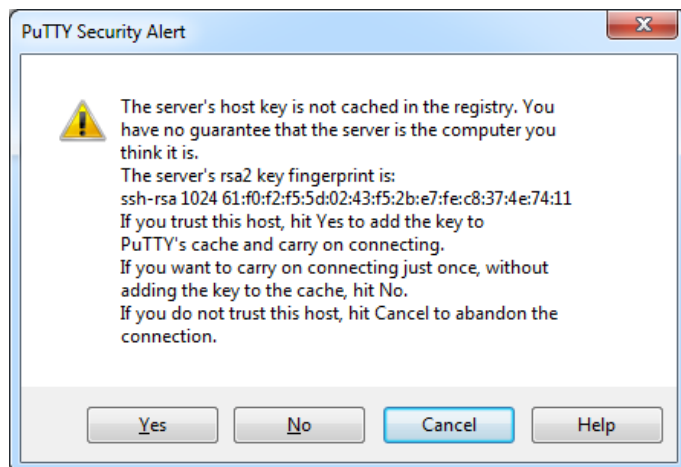 PuTTY Security Alert
The server's host key is not cached in the registry. You
have no guarantee that the server is the computer you
think it is.
The server's rsa2 key fingerprint is:
ssh-rsa 1024 61:f0:f2:f5:5d:02:43:f5:2b:e7:fe:c8:37:4e:74:11
If you trust this host, hit Yes to add the key to
PuTTY's cache and carry on connecting.
If you want to carry on connecting just once, without
adding the key to the cache, hit No.
If you do not trust this host, hit Cancel to abandon the
connection.
Yes No Cancel Help